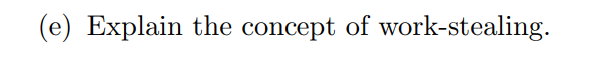 (e) Explain the concept of work-stealing.